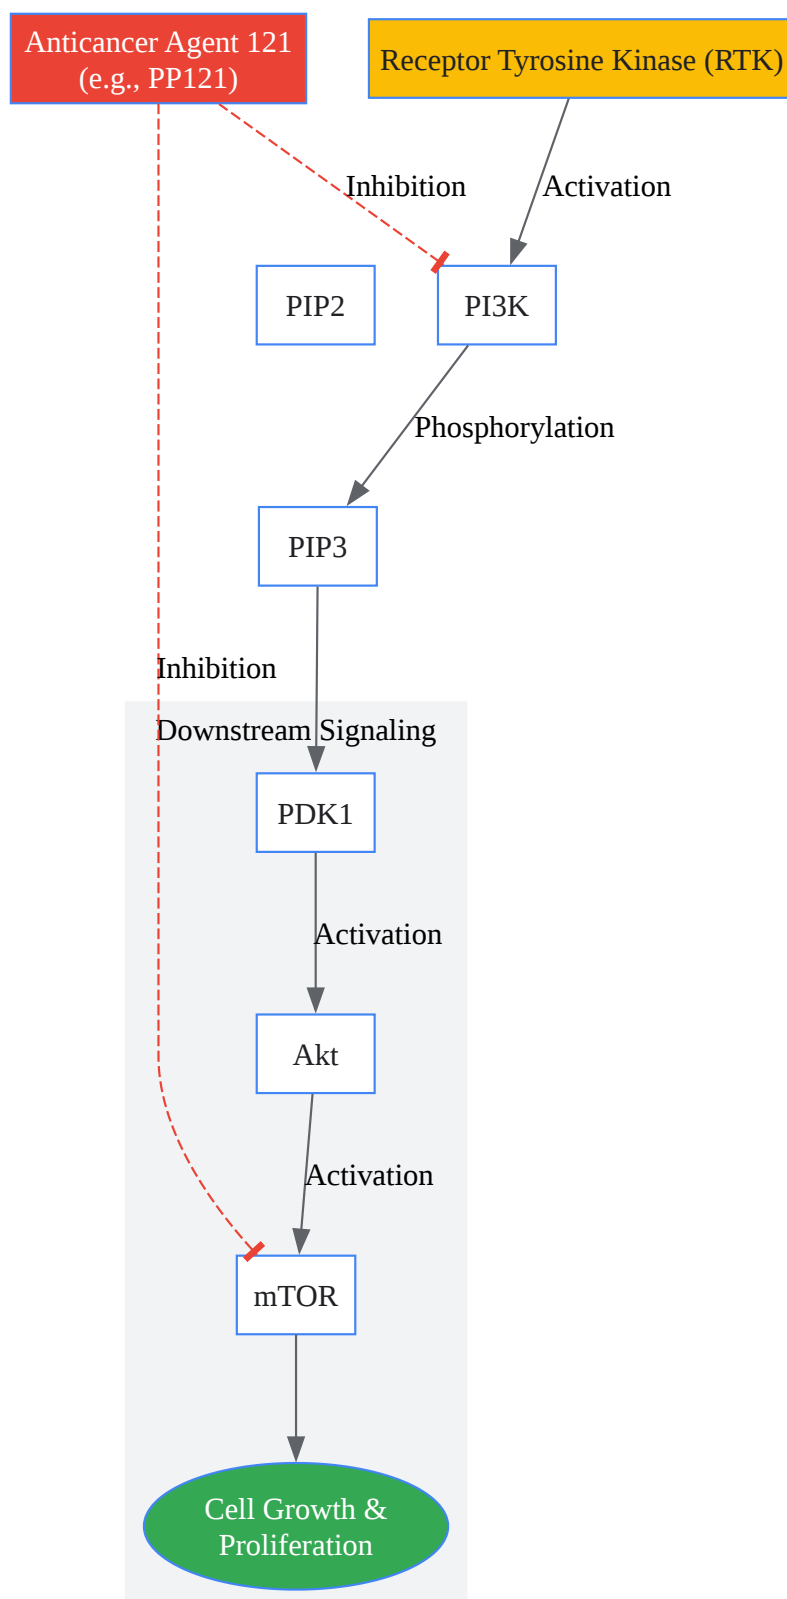 Anticancer Agent 121
(e.g., PP121)
Receptor Tyrosine Kinase (RTK)
Inhibition
Activation
PIP2
PI3K
Phosphorylation
PIP3
Inhibition
Downstream Signaling
PDK1
Activation
Akt
Activation
mTOR
Cell Growth &
Proliferation